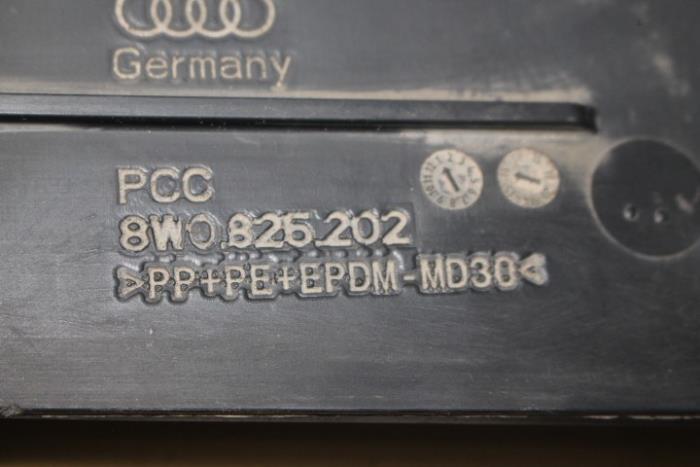 Germany
PCC
8W0.825.202
>PP+PE+EPDM-MD30<